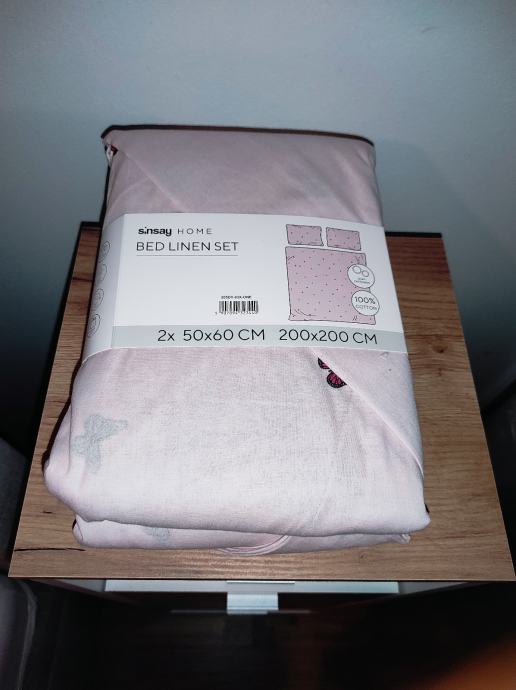 sinsay HOME
BED LINEN SET
100%
COTTON
2x 50x60 CM 200x200 CM